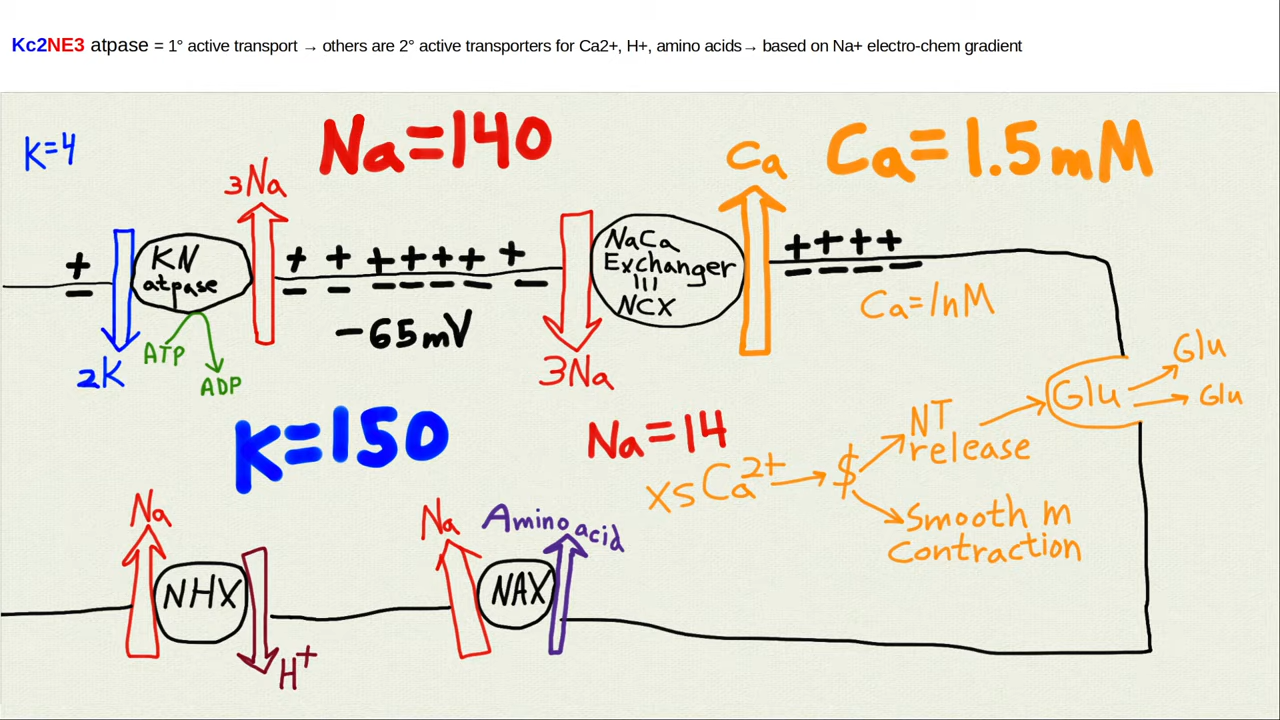 Kc2NE3 atpase = 1° active transport → others are 2° active transporters for Ca2+, H+, amino acids→ based on Na+ electro-chem gradient
K=4
Na=140
Ca=1.5mM
3Na
Ca
+ + + + + + + +
+ + + +
KN
atpase
NaCa
Exchanger
NCX
-65mV
Ca=1nM
ATP
ADP
2K
3Na
Glu
Glu
Glu
K=150
Na=14
NT
release
xsCa2+ → $
Smooth m
contraction
Na
Na
Amino acid
NHX
NAX
H+